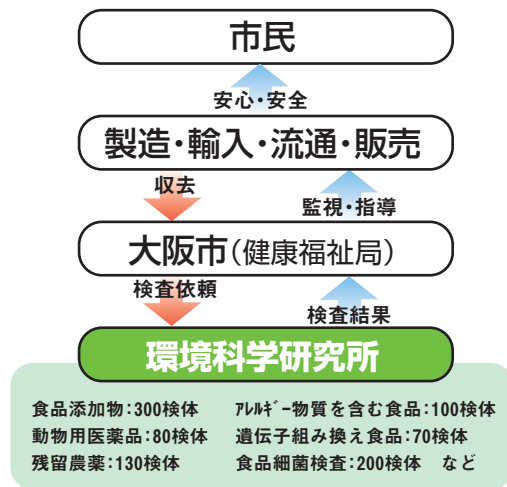 市民
安心・安全
製造・輸入・流通・販売
収去 監視・指導
大阪市(健康福祉局)
検査依頼 検査結果
環境科学研究所
食品添加物:300検体 ｱﾚﾙｷﾞｰ物質を含む食品:100検体
動物用医薬品:80検体 遺伝子組み換え食品:70検体
残留農薬:130検体 食品細菌検査:200検体 など